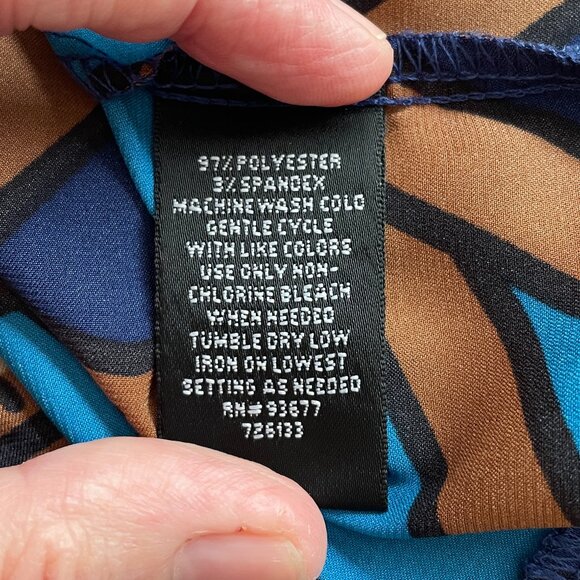 97% POLYESTER
3% SPANDEX
MACHINE WASH COLD
GENTLE CYCLE
WITH LIKE COLORS
USE ONLY NON-
CHLORINE BLEACH
WHEN NEEDED
TUMBLE DRY LOW
IRON ON LOWEST
SETTING AS NEEDED
RN# 93677
726133